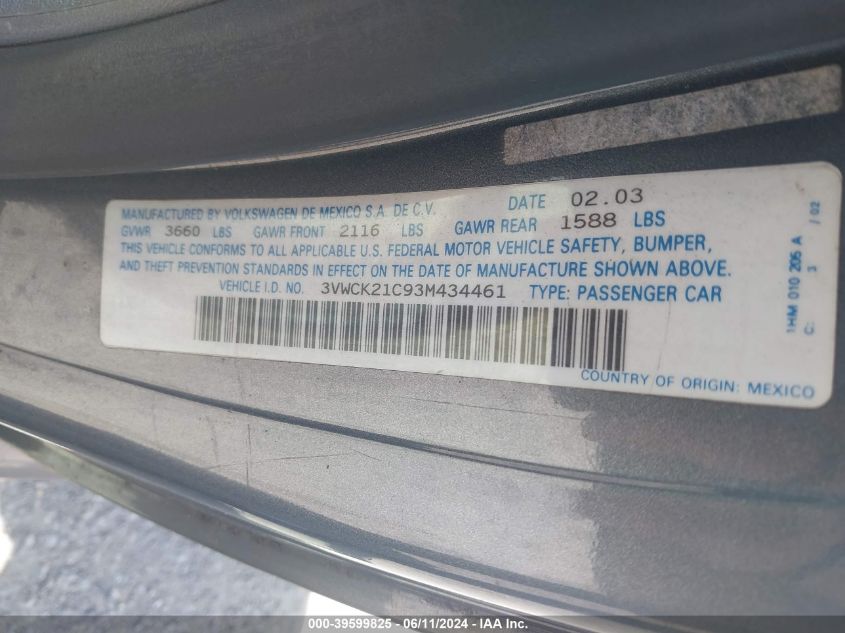 MANUFACTURED BY VOLKSWAGEN DE MEXICO S.A. DE C.V. DATE 02.03
GVWR 3660 LBS GAWR FRONT 2116 LBS GAWR REAR 1588 LBS
THIS VEHICLE CONFORMS TO ALL APPLICABLE U.S. FEDERAL MOTOR VEHICLE SAFETY, BUMPER,
AND THEFT PREVENTION STANDARDS IN EFFECT ON THE DATE OF MANUFACTURE SHOWN ABOVE.
VEHICLE I.D. NO. 3VWCK21C93M434461 TYPE: PASSENGER CAR
COUNTRY OF ORIGIN: MEXICO
1HM 010 205 A
C: 3 / 02
000-39599825 - 06/11/2024 - IAA Inc.